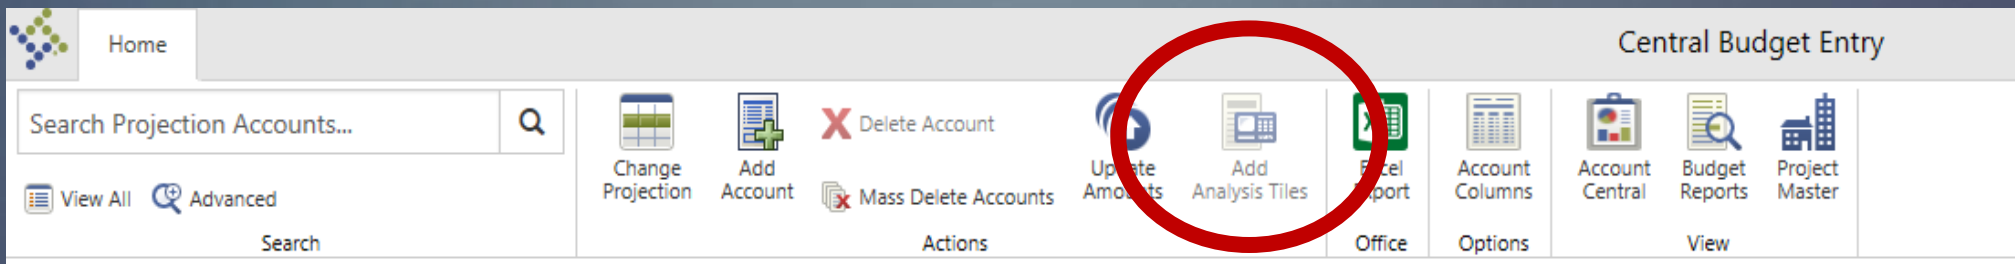 Home
Central Budget Entry
Search Projection Accounts...
View All
Advanced
Search
Change
Projection
Add
Account
Delete Account
Mass Delete Accounts
Add
Analysis Tiles
Actions
Office
Account
Columns
Options
Account
Central
Budget
Reports
Project
Master
View